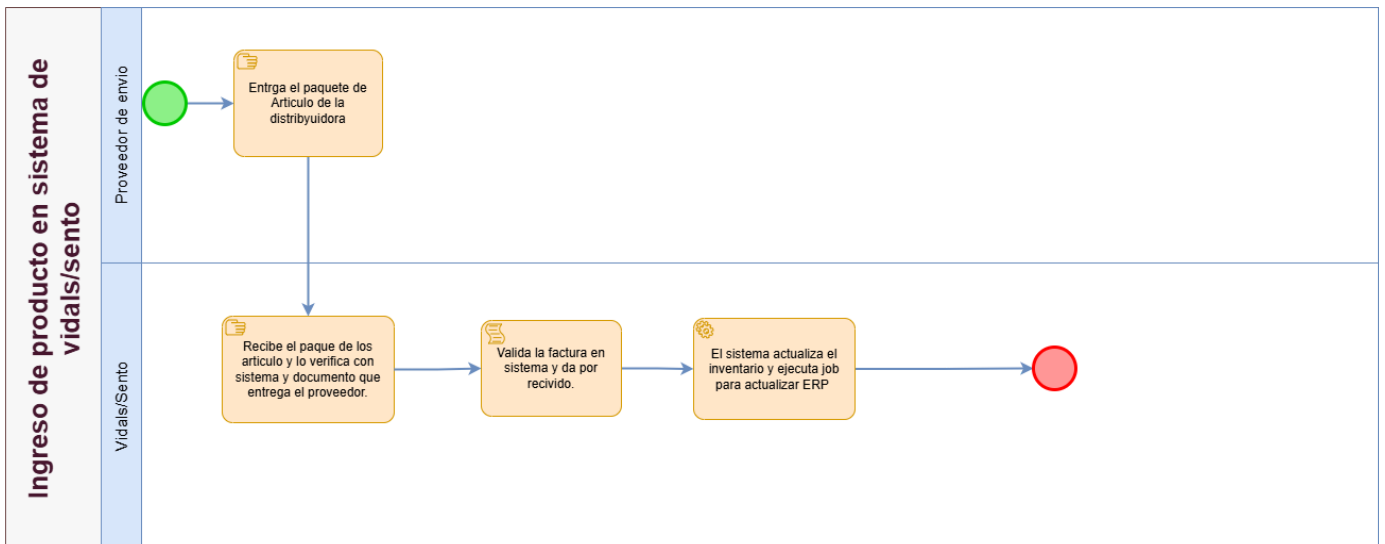 Ingreso de producto en sistema de
vidals/sento
Proveedor de envio
Entrga el paquete de
Articulo de la
distribyuidora
Vidals/Sento
Recibe el paque de los
articulo y lo verifica con
sistema y documento que
entrega el proveedor.
Valida la factura en
sistema y da por
recivido.
El sistema actualiza el
inventario y ejecuta job
para actualizar ERP